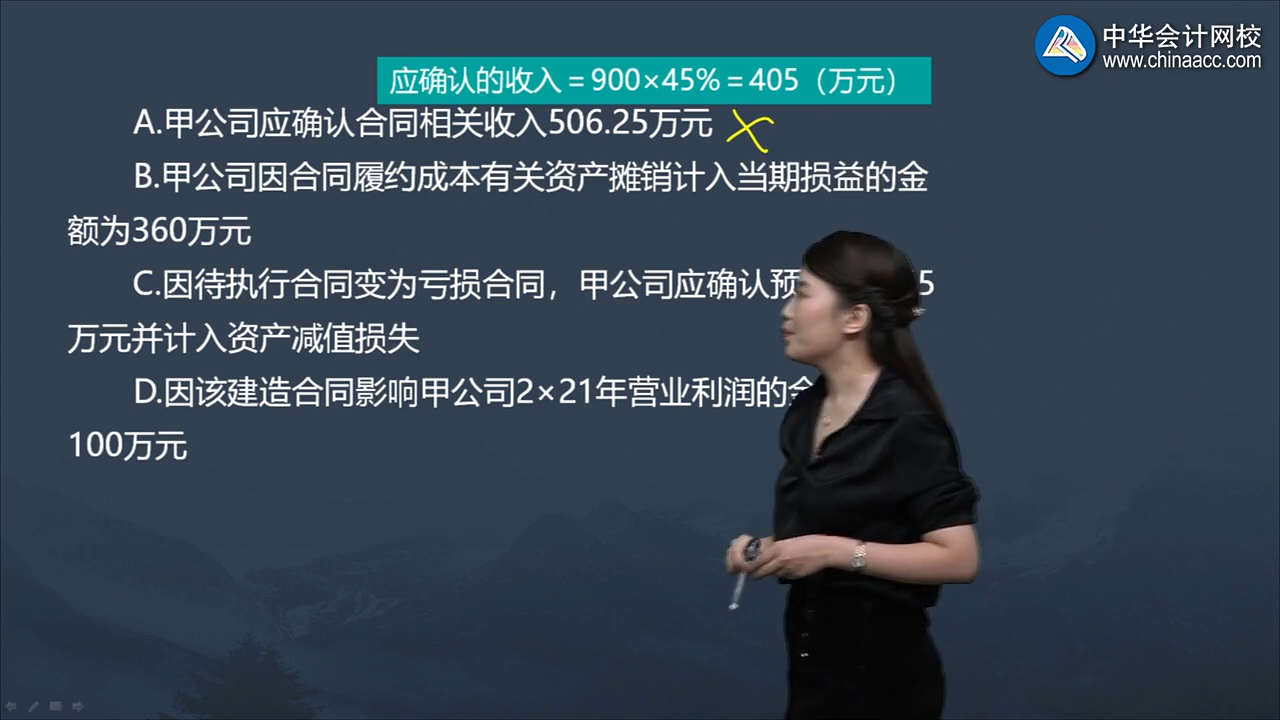 中华会计网校
www.chinaacc.com
应确认的收入＝900×45%＝405（万元）
A.甲公司应确认合同相关收入506.25万元
B.甲公司因合同履约成本有关资产摊销计入当期损益的金
额为360万元
C.因待执行合同变为亏损合同，甲公司应确认预 5
万元并计入资产减值损失
D.因该建造合同影响甲公司2×21年营业利润的
100万元